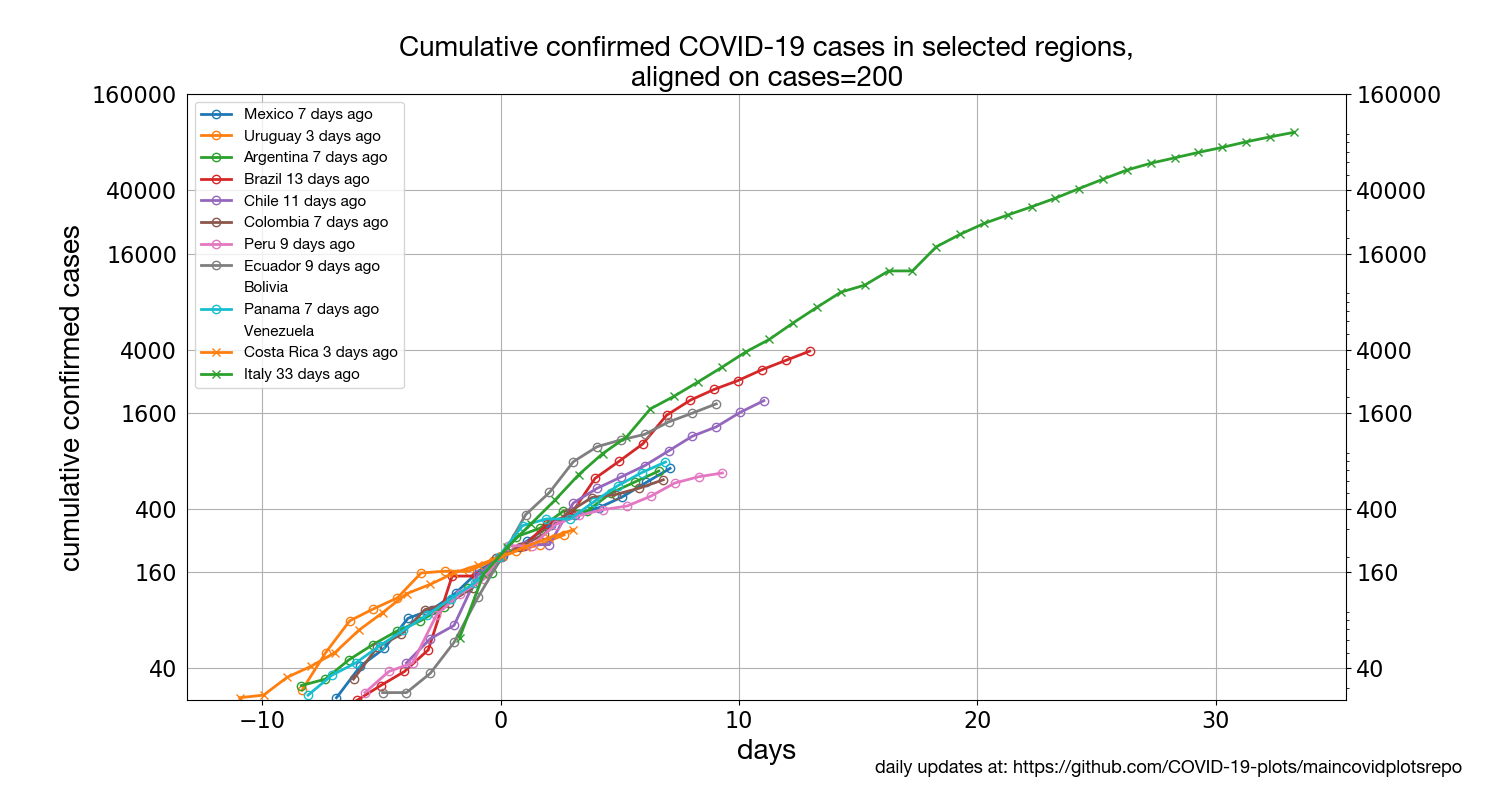 Cumulative confirmed COVID-19 cases in selected regions,
aligned on cases=200
160000
40000
16000
4000
1600
400
160
40
cumulative confirmed cases
Mexico 7 days ago
Uruguay 3 days ago
Argentina 7 days ago
Brazil 13 days ago
Chile 11 days ago
Colombia 7 days ago
Peru 9 days ago
Ecuador 9 days ago
Bolivia
Panama 7 days ago
Venezuela
Costa Rica 3 days ago
Italy 33 days ago
160000
40000
16000
4000
1600
400
160
40
−10 0 10 20 30
days
daily updates at: https://github.com/COVID-19-plots/maincovidplotsrepo